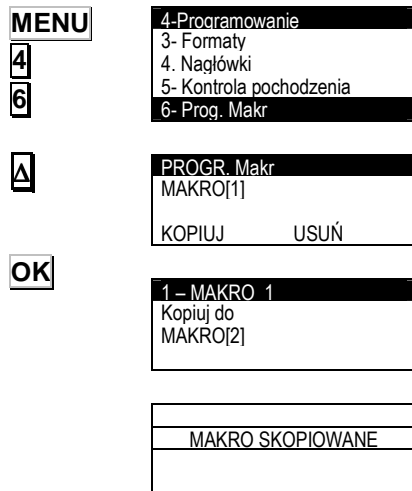 MENU
4
6
4-Programowanie
3- Formaty
4. Nagłówki
5- Kontrola pochodzenia
6- Prog. Makr
Δ
PROGR. Makr
MAKRO[1]
KOPIUJ USUŃ
OK
1 – MAKRO 1
Kopiuj do
MAKRO[2]
MAKRO SKOPIOWANE